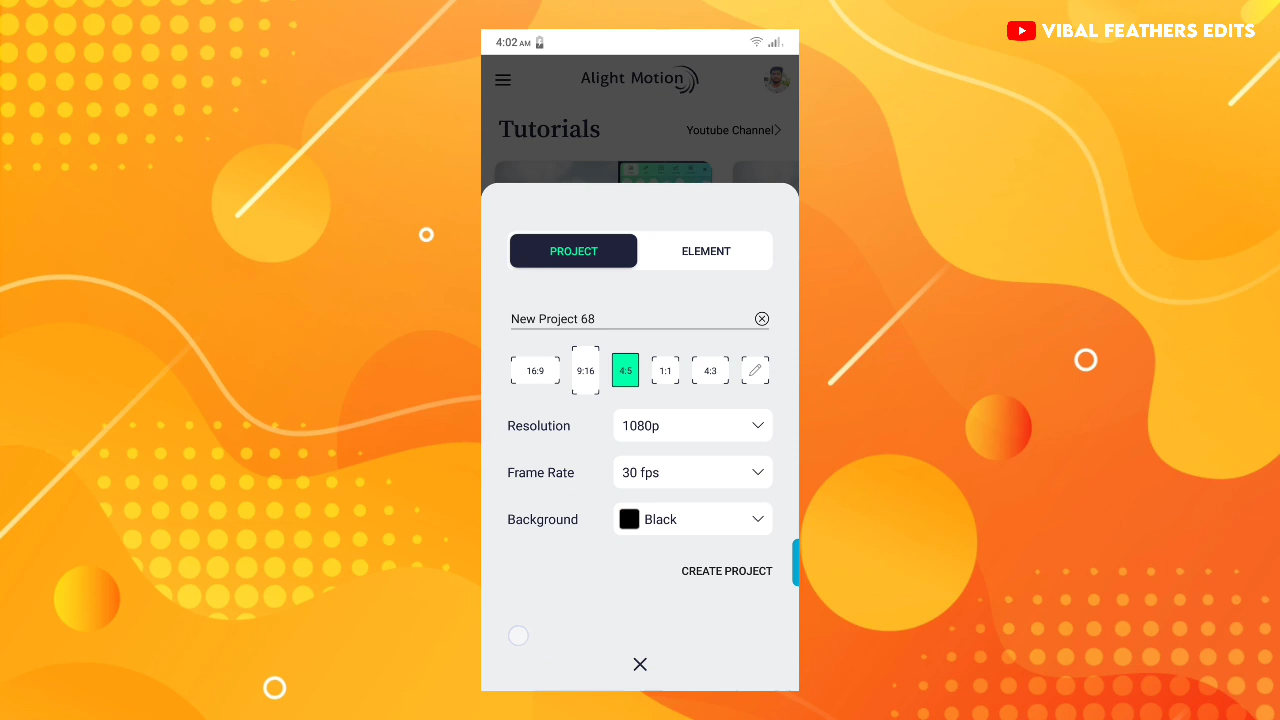 VIBAL FEATHERS EDITS
4:02 AM
Alight Motion
Tutorials
Youtube Channel
PROJECT
ELEMENT
New Project 68
16:9
9:16
4:5
1:1
4:3
Resolution
1080p
Frame Rate
30 fps
Background
Black
CREATE PROJECT